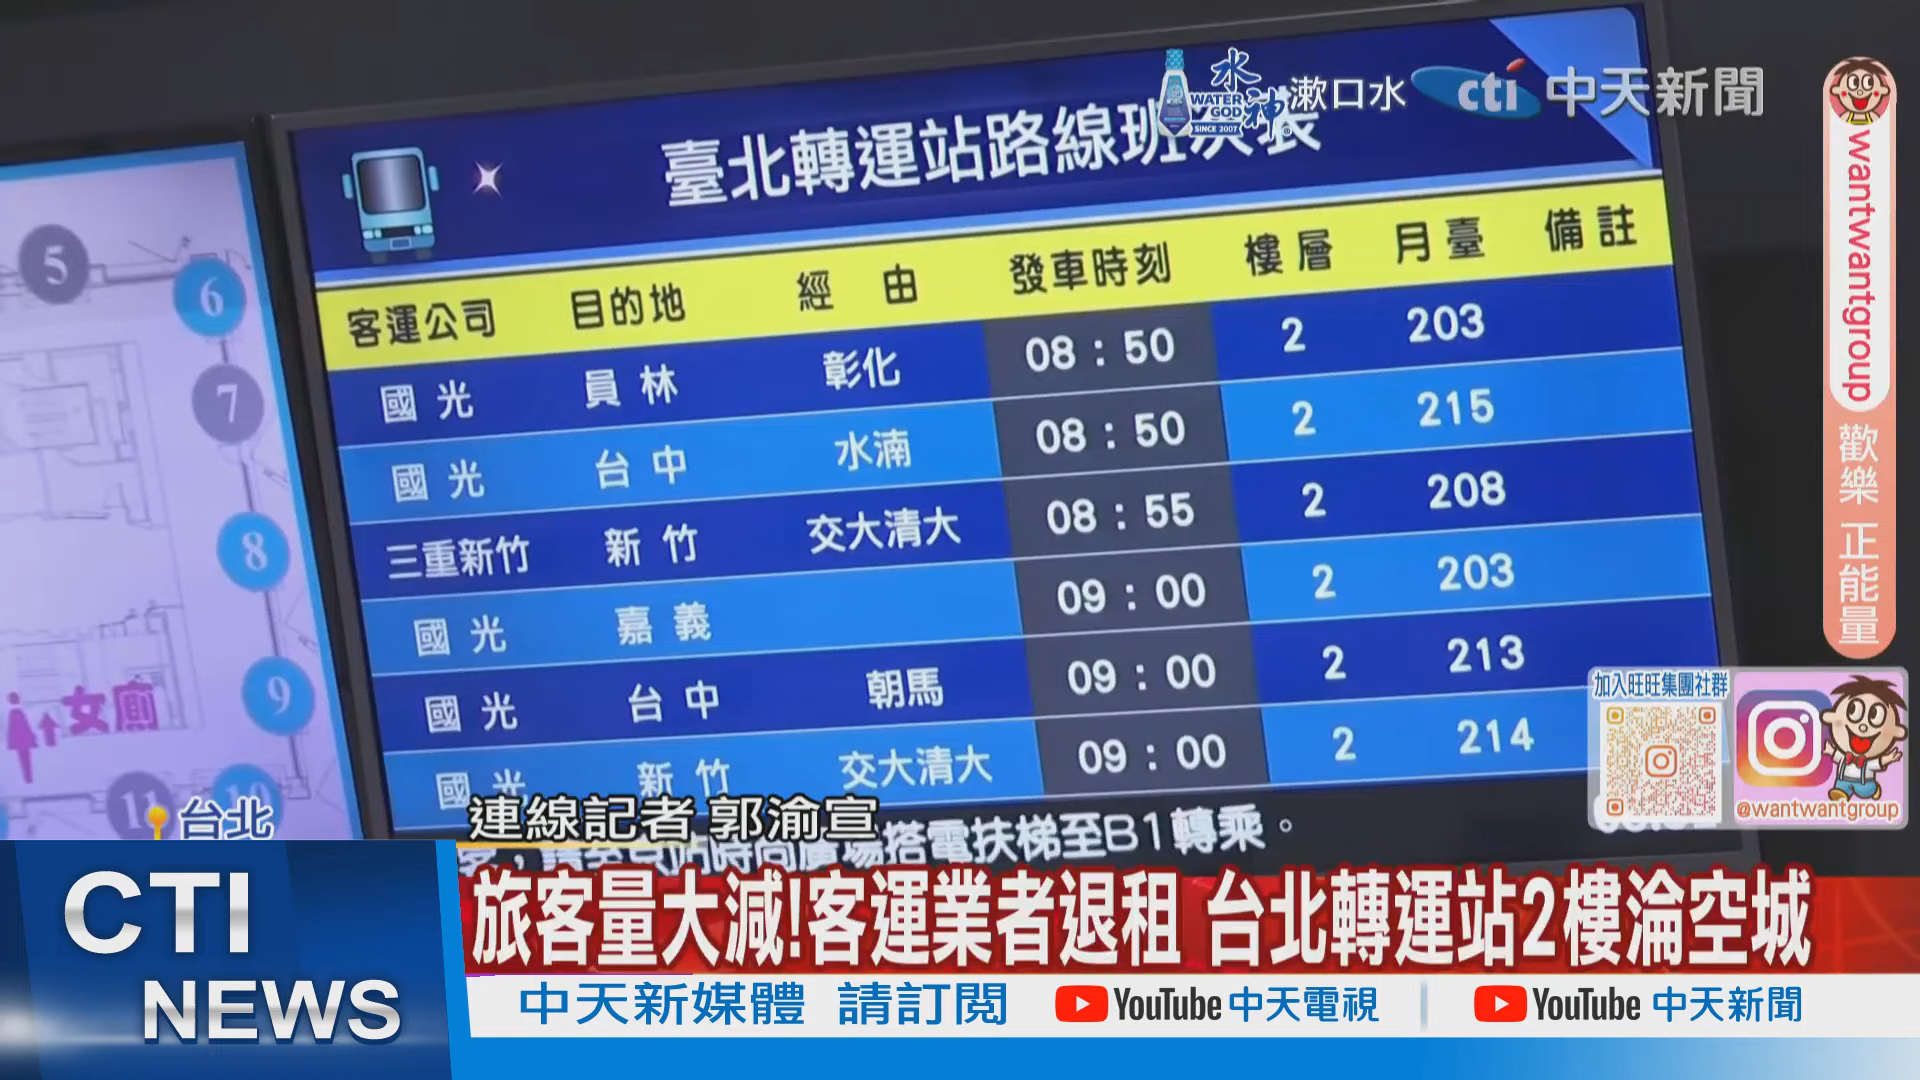 水神
WATER GOD
SINCE 2007
漱口水
cti 中天新聞
臺北轉運站路線班次表
客運公司 目的地 經 由 發車時刻 樓層 月臺 備註
國光 員林 彰化 08:50 2 203
國光 台中 水湳 08:50 2 215
三重新竹 新竹 交大清大 08:55 2 208
國光 嘉義 09:00 2 203
國光 台中 朝馬 09:00 2 213
國光 新竹 交大清大 09:00 2 214
搭電扶梯至B1轉乘。
5
6
7
8
9
10
11
女廁
wantwantgroup
歡樂 正能量
加入旺旺集團社群
@wantwantgroup
台北
連線記者 郭渝宣
CTI NEWS
旅客量大減!客運業者退租 台北轉運站2樓淪空城
中天新媒體 請訂閱 YouTube 中天電視 YouTube 中天新聞